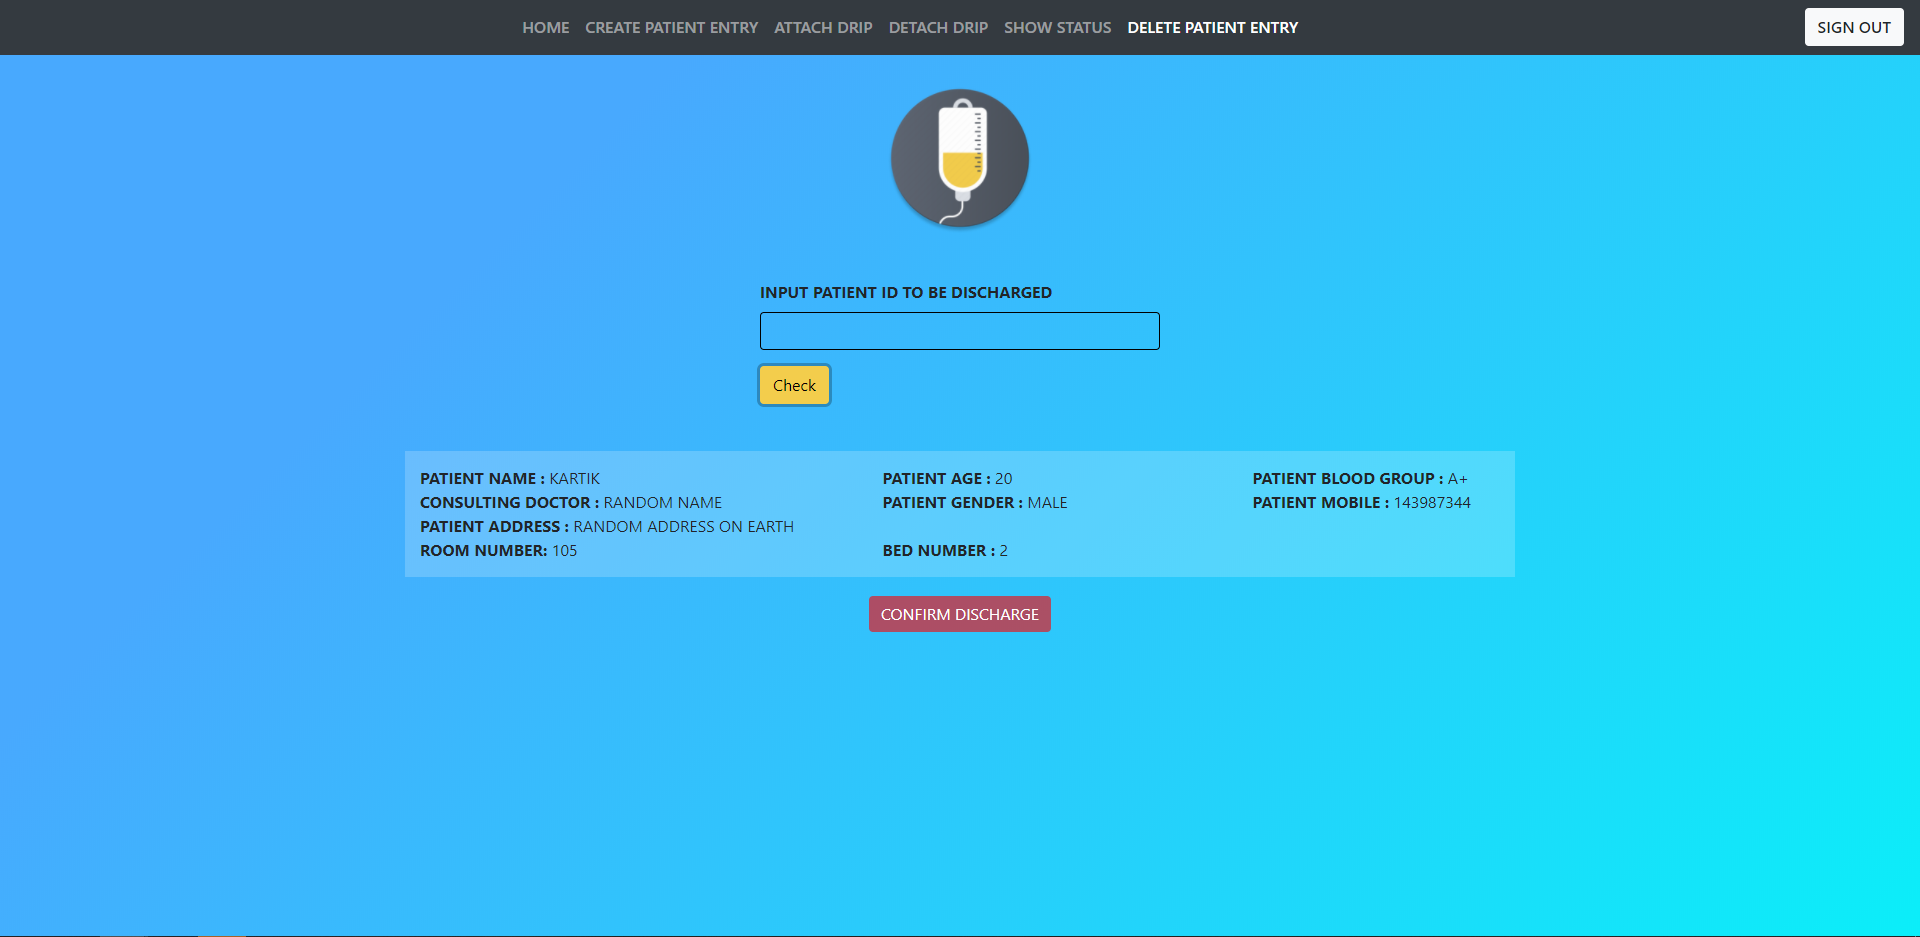 HOME CREATE PATIENT ENTRY ATTACH DRIP DETACH DRIP SHOW STATUS DELETE PATIENT ENTRY SIGN OUT
INPUT PATIENT ID TO BE DISCHARGED
Check
PATIENT NAME : KARTIK PATIENT AGE : 20 PATIENT BLOOD GROUP : A+
CONSULTING DOCTOR : RANDOM NAME PATIENT GENDER : MALE PATIENT MOBILE : 143987344
PATIENT ADDRESS : RANDOM ADDRESS ON EARTH
ROOM NUMBER: 105 BED NUMBER : 2
CONFIRM DISCHARGE